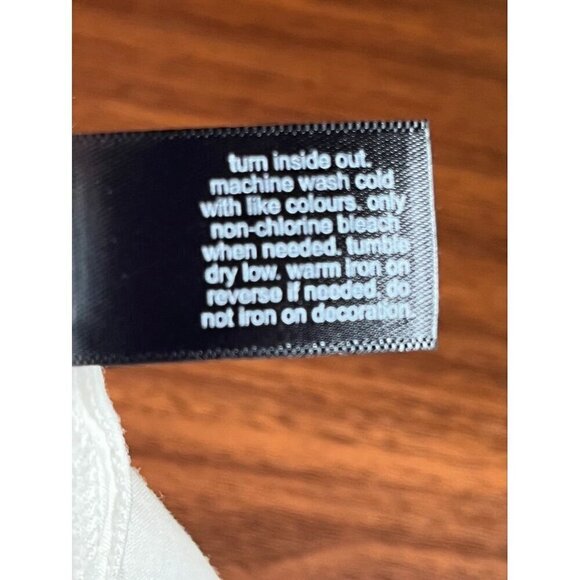 turn inside out.
machine wash cold
with like colours. only
non-chlorine bleach
when needed. tumble
dry low. warm iron on
reverse if needed. do
not iron on decoration